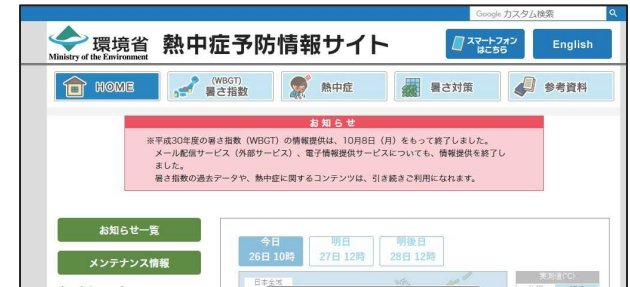 Google カスタム検索
環境省
Ministry of the Environment
熱中症予防情報サイト
スマートフォン
はこちら
English
HOME
(WBGT)
暑さ指数
熱中症
暑さ対策
参考資料
お知らせ
※平成30年度の暑さ指数（WBGT）の情報提供は、10月8日（月）をもって終了しました。
メール配信サービス（外部サービス）、電子情報提供サービスについても、情報提供を終了し
ました。
暑さ指数の過去データや、熱中症に関するコンテンツは、引き続きご利用になれます。
お知らせ一覧
メンテナンス情報
今日
26日 10時
明日
27日 12時
明後日
28日 12時
日本全域
実測値(℃)